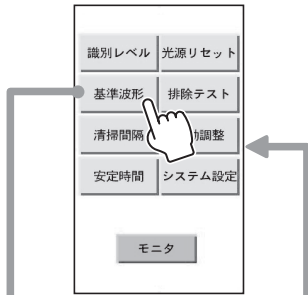 識別レベル 光源リセット
基準波形 排除テスト
清掃間隔 動調整
安定時間 システム設定
モニタ